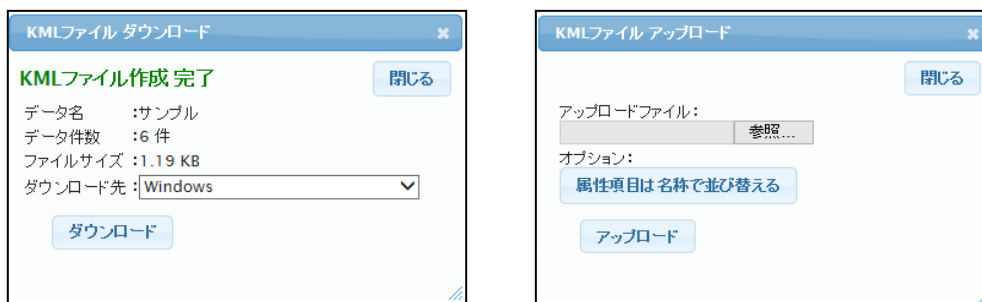 KMLファイル ダウンロード
KMLファイル作成 完了
閉じる
データ名 :サンプル
データ件数 :6 件
ファイルサイズ :1.19 KB
ダウンロード先 : Windows
ダウンロード
KMLファイル アップロード
閉じる
アップロードファイル:
参照...
オプション:
属性項目は名称で並び替える
アップロード